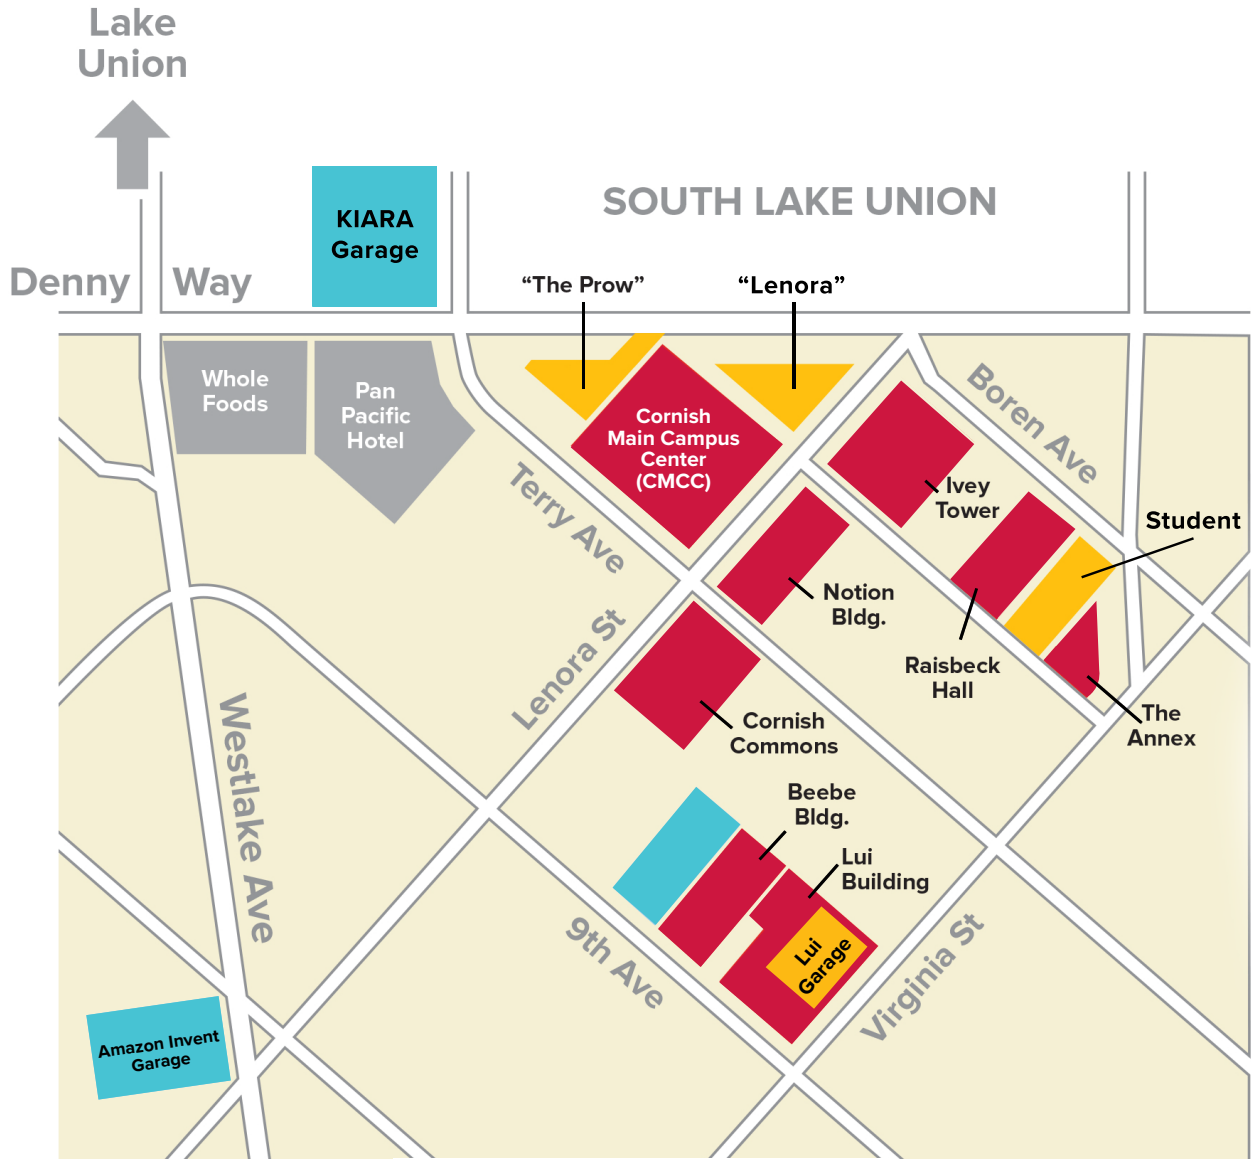 Lake
Union
KIARA
Garage
SOUTH LAKE UNION
Denny Way
“The Prow”
“Lenora”
Whole
Foods
Pan
Pacific
Hotel
Cornish
Main Campus
Center
(CMCC)
Boren Ave
Terry Ave
Ivey
Tower
Student
Notion
Bldg.
Raisbeck
Hall
Lenora St
The
Annex
Cornish
Commons
Westlake Ave
Beebe
Bldg.
Lui
Building
9th Ave
Lui
Garage
Virginia St
Amazon Invent
Garage